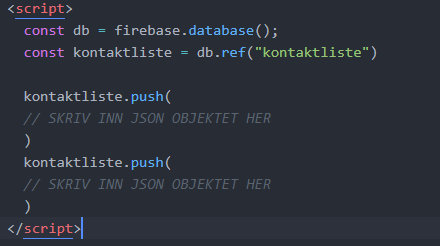 <script>
const db = firebase.database();
const kontaktliste = db.ref("kontaktliste")
kontaktliste.push(
// SKRIV INN JSON OBJEKTET HER
)
kontaktliste.push(
// SKRIV INN JSON OBJEKTET HER
)
</script>